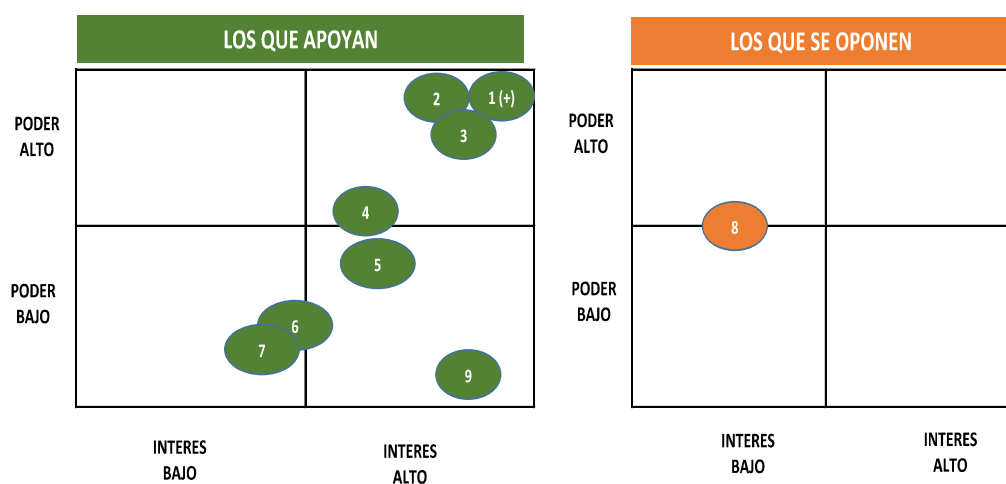 LOS QUE APOYAN
PODER
ALTO
2
1 (+)
3
4
PODER
BAJO
5
6
7
9
INTERES
BAJO
INTERES
ALTO
LOS QUE SE OPONEN
PODER
ALTO
8
PODER
BAJO
INTERES
BAJO
INTERES
ALTO